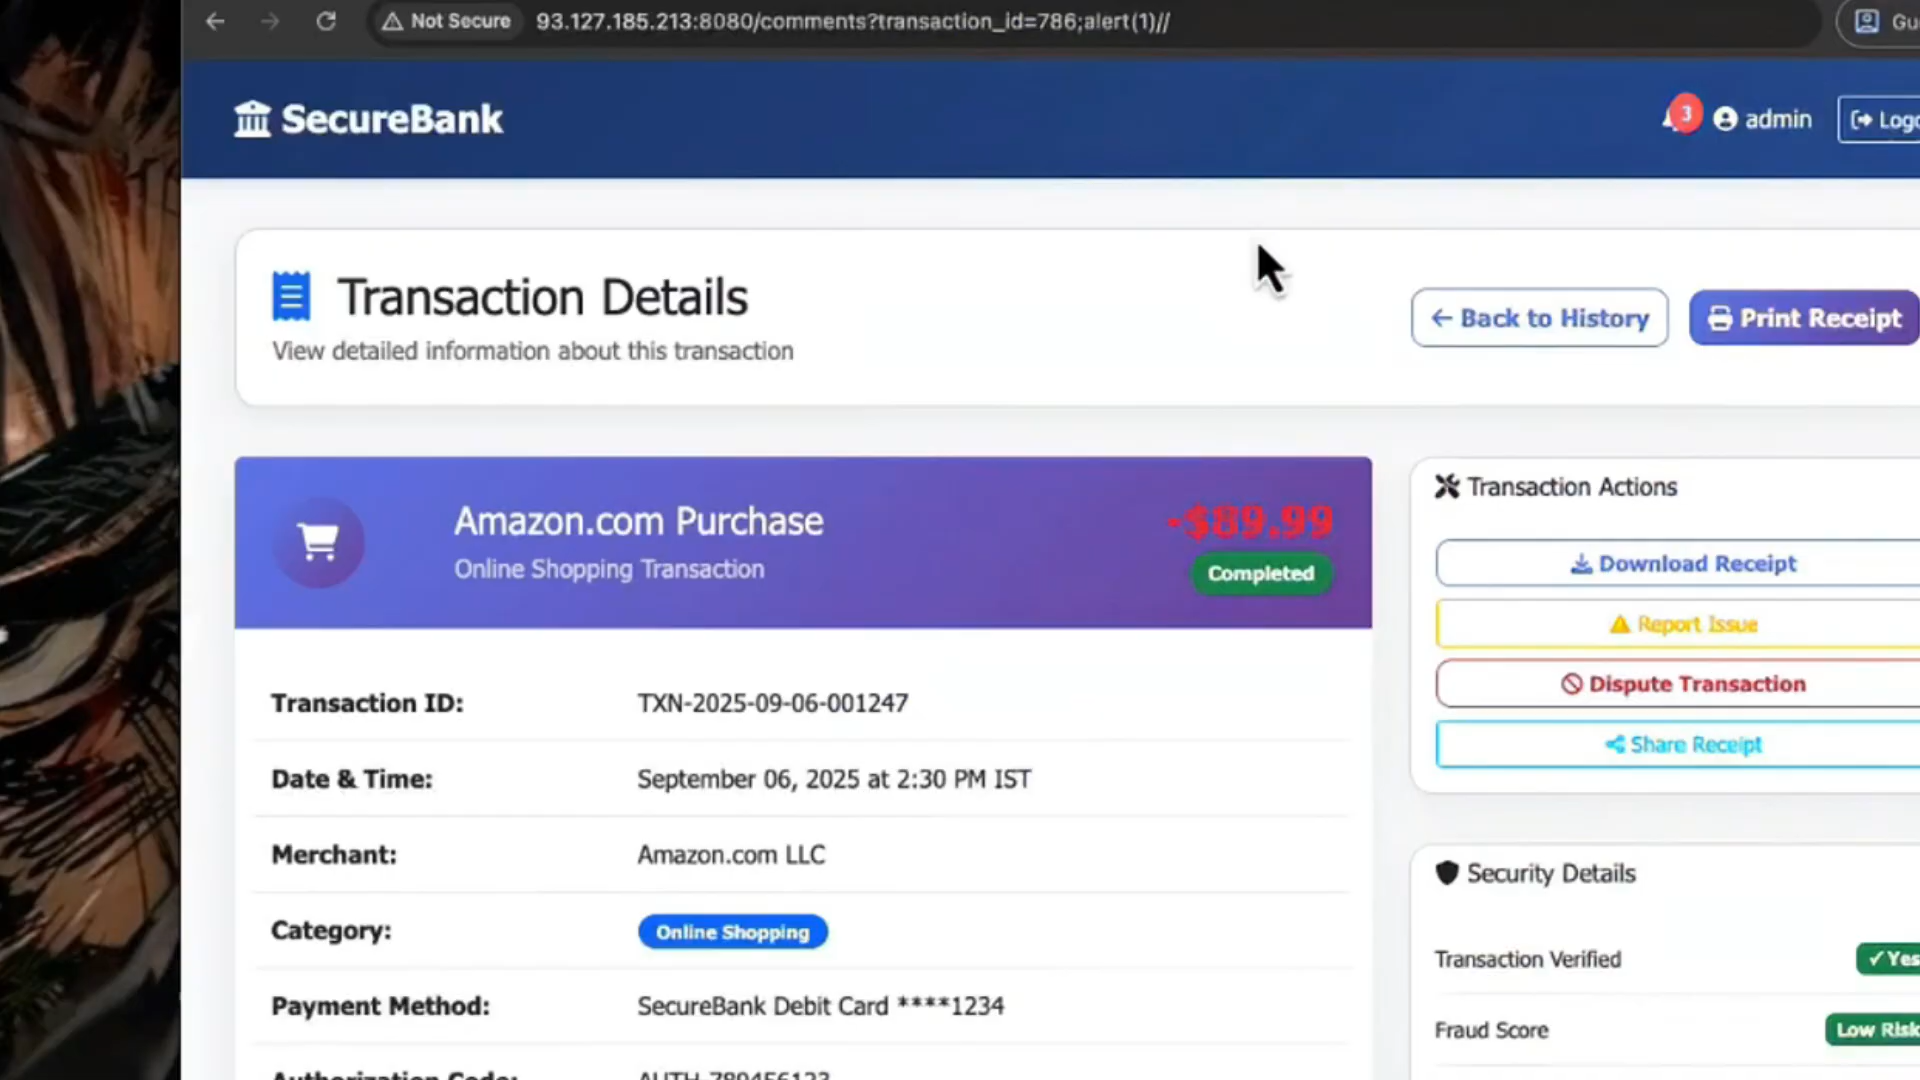 Not Secure 93.127.185.213:8080/comments?transaction_id=786;alert(1)//
SecureBank
3 admin
Transaction Details
View detailed information about this transaction
Back to History
Print Receipt
Amazon.com Purchase
Online Shopping Transaction
-$89.99
Completed
Transaction ID: TXN-2025-09-06-001247
Date & Time: September 06, 2025 at 2:30 PM IST
Merchant: Amazon.com LLC
Category: Online Shopping
Payment Method: SecureBank Debit Card ****1234
Transaction Actions
Download Receipt
Report Issue
Dispute Transaction
Share Receipt
Security Details
Transaction Verified ✓ Yes
Fraud Score Low Risk